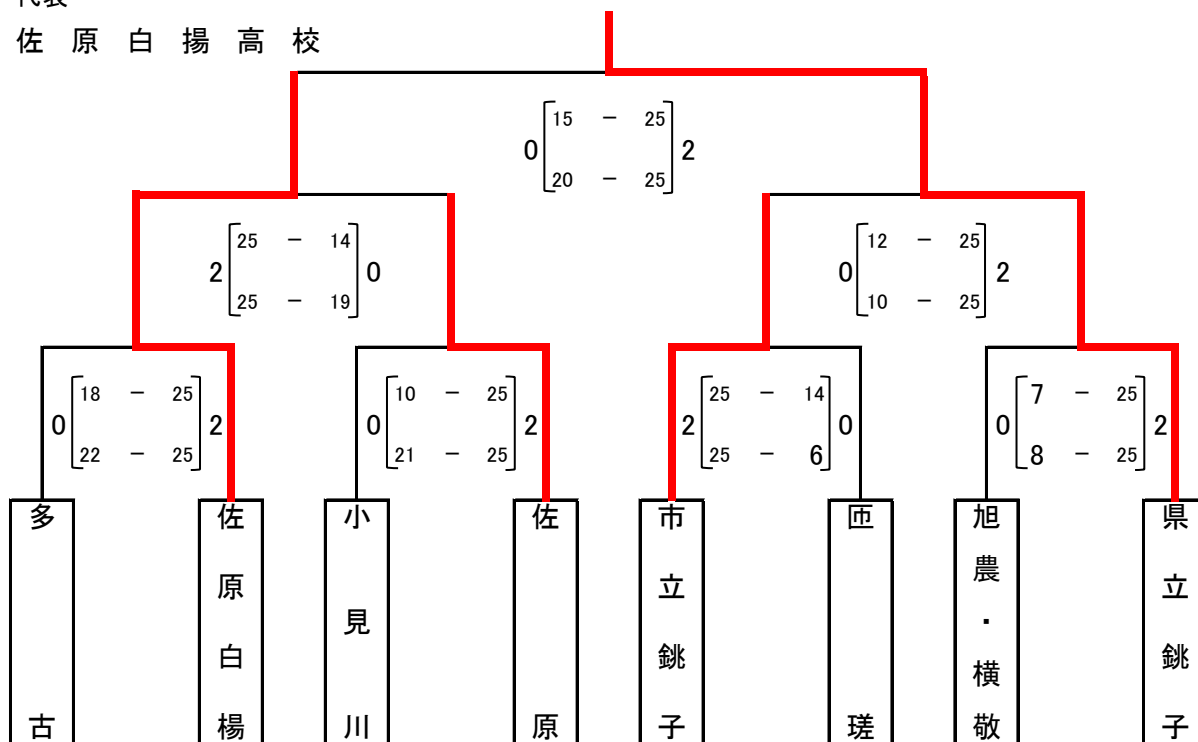 代表
佐 原 白 揚 高 校
15 － 25
0 2
20 － 25
25 － 14
2 0
25 － 19
12 － 25
0 2
10 － 25
18 － 25
0 2
22 － 25
10 － 25
0 2
21 － 25
25 － 14
2 0
25 － 6
7 － 25
0 2
8 － 25
多古
佐原白楊
小見川
佐原
市立銚子
匝瑳
旭農・横敬
県立銚子